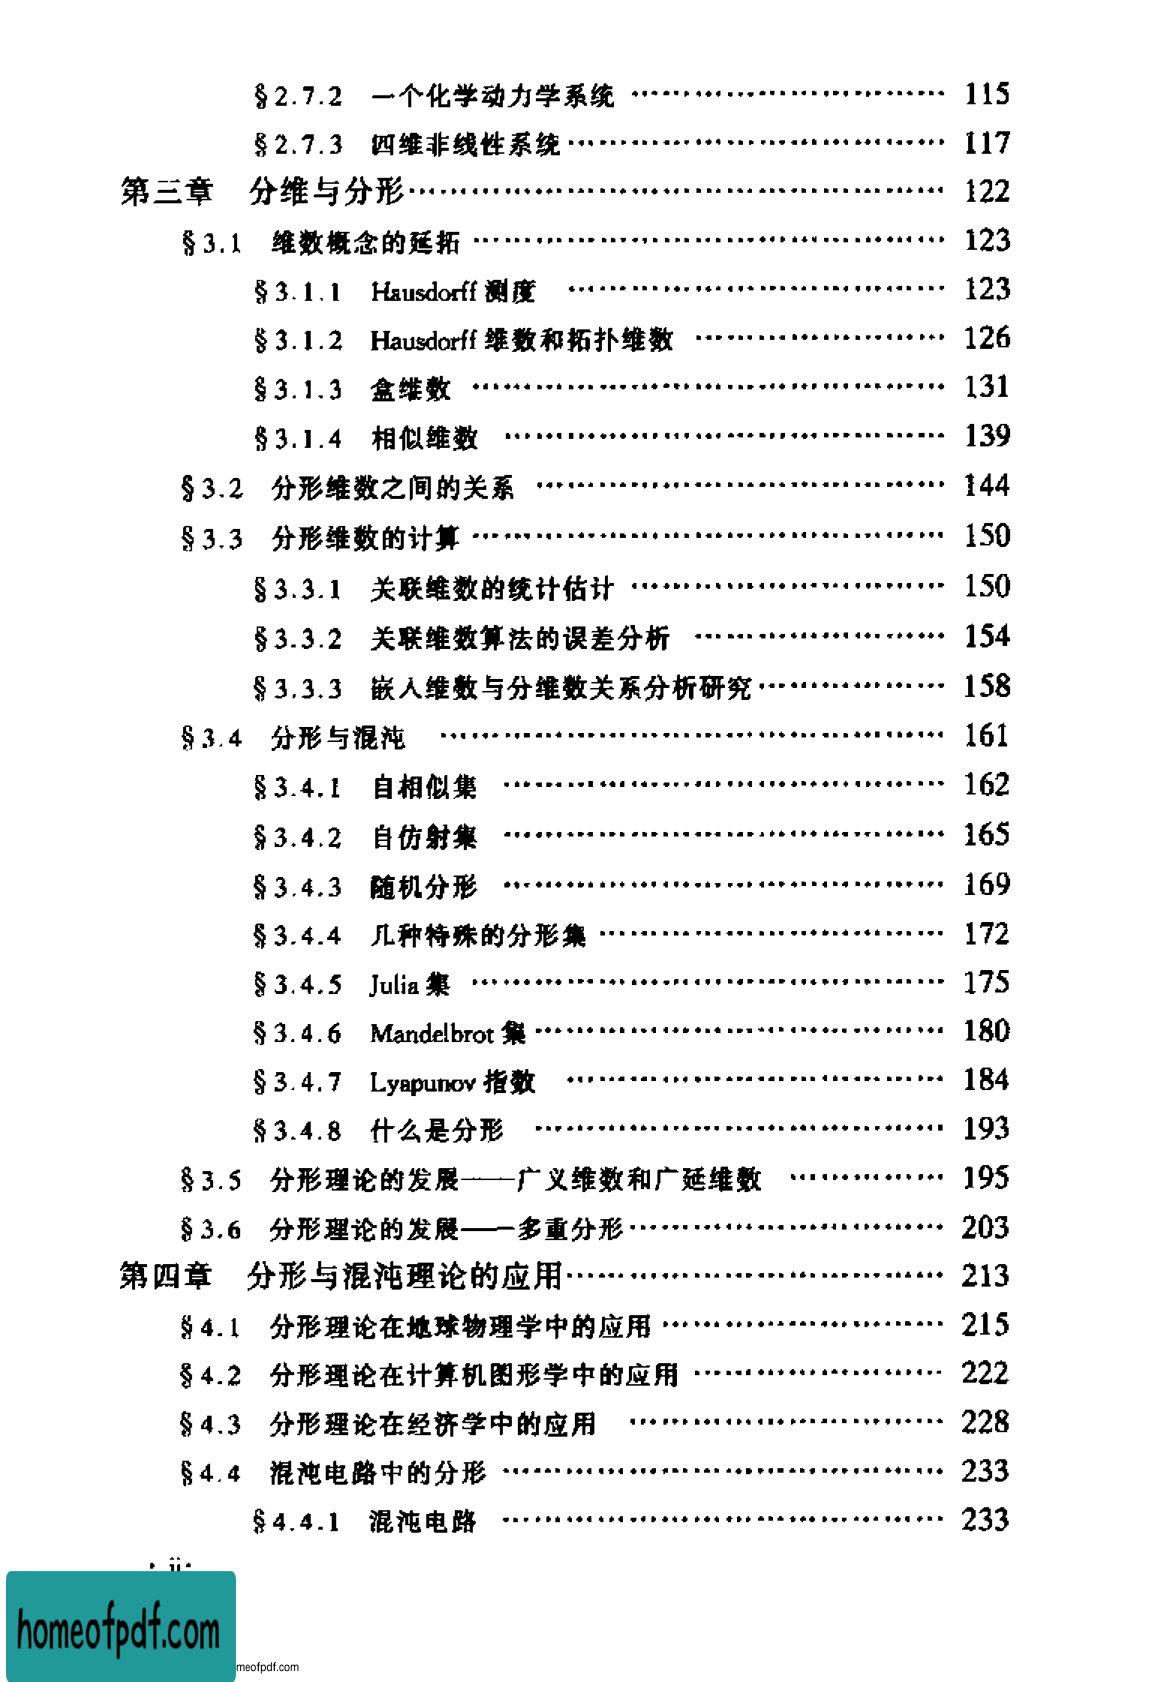 §2.7.2 一个化学动力学系统 ………………………… 115
§2.7.3 四维非线性系统 ………………………… 117
第三章 分维与分形 ………………………… 122
§3.1 维数概念的延拓 ………………………… 123
§3.1.1 Hausdorff 测度 ………………………… 123
§3.1.2 Hausdorff 维数和拓扑维数 ………………………… 126
§3.1.3 盒维数 ………………………… 131
§3.1.4 相似维数 ………………………… 139
§3.2 分形维数之间的关系 ………………………… 144
§3.3 分形维数的计算 ………………………… 150
§3.3.1 关联维数的统计估计 ………………………… 150
§3.3.2 关联维数算法的误差分析 ………………………… 154
§3.3.3 嵌入维数与分维数关系分析研究 ………………………… 158
§3.4 分形与混沌 ………………………… 161
§3.4.1 自相似集 ………………………… 162
§3.4.2 自仿射集 ………………………… 165
§3.4.3 随机分形 ………………………… 169
§3.4.4 几种特殊的分形集 ………………………… 172
§3.4.5 Julia 集 ………………………… 175
§3.4.6 Mandelbrot 集 ………………………… 180
§3.4.7 Lyapunov 指数 ………………………… 184
§3.4.8 什么是分形 ………………………… 193
§3.5 分形理论的发展——广义维数和广延维数 ………………………… 195
§3.6 分形理论的发展——多重分形 ………………………… 203
第四章 分形与混沌理论的应用 ………………………… 213
§4.1 分形理论在地球物理学中的应用 ………………………… 215
§4.2 分形理论在计算机图形学中的应用 ………………………… 222
§4.3 分形理论在经济学中的应用 ………………………… 228
§4.4 混沌电路中的分形 ………………………… 233
§4.4.1 混沌电路 ………………………… 233
· ii ·
homeofpdf.com
meofpdf.com